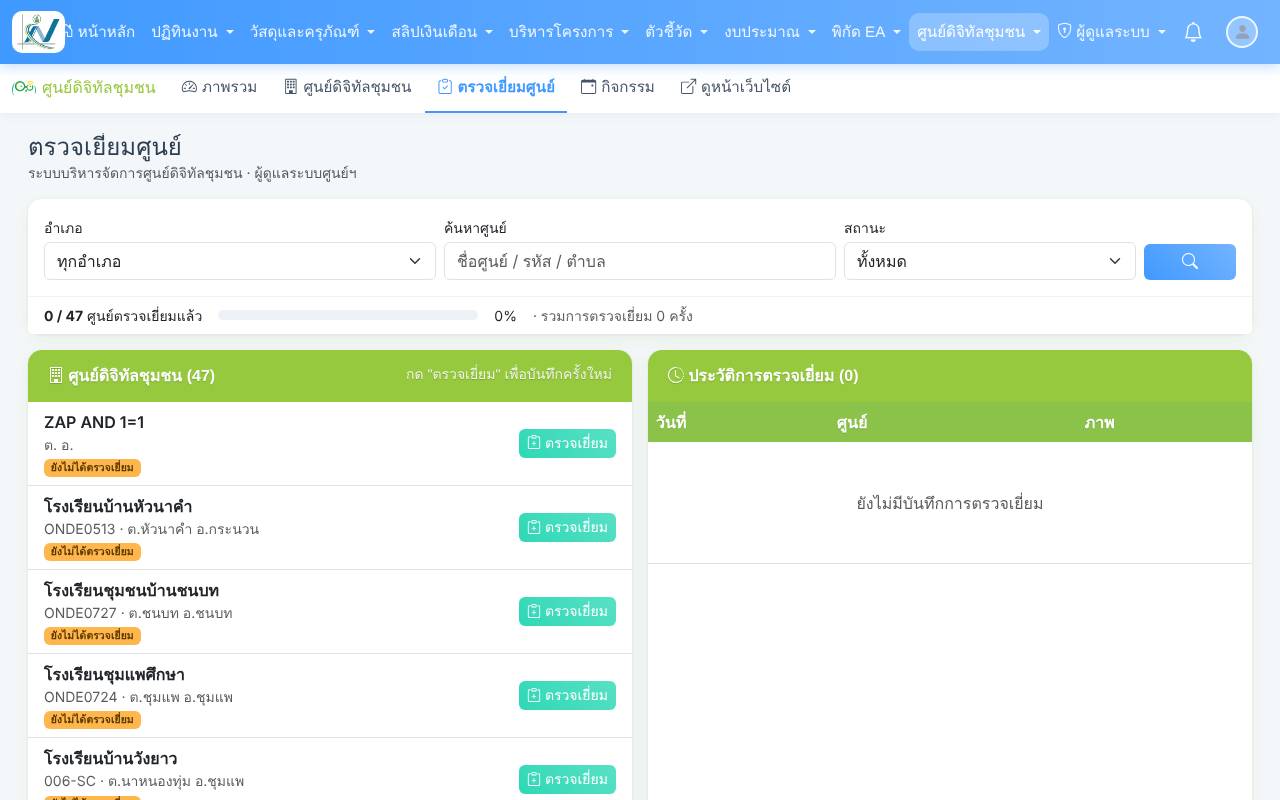 หน้าหลัก ปฏิทินงาน วัสดุและครุภัณฑ์ สลิปเงินเดือน บริหารโครงการ ตัวชี้วัด งบประมาณ พิกัด EA ศูนย์ดิจิทัลชุมชน ผู้ดูแลระบบ
ศูนย์ดิจิทัลชุมชน ภาพรวม ศูนย์ดิจิทัลชุมชน ตรวจเยี่ยมศูนย์ กิจกรรม ดูหน้าเว็บไซต์
ตรวจเยี่ยมศูนย์
ระบบบริหารจัดการศูนย์ดิจิทัลชุมชน · ผู้ดูแลระบบศูนย์ฯ
อำเภอ ค้นหาศูนย์ สถานะ
ทุกอำเภอ ชื่อศูนย์ / รหัส / ตำบล ทั้งหมด
0 / 47 ศูนย์ตรวจเยี่ยมแล้ว 0% · รวมการตรวจเยี่ยม 0 ครั้ง
ศูนย์ดิจิทัลชุมชน (47) กด "ตรวจเยี่ยม" เพื่อบันทึกครั้งใหม่
ZAP AND 1=1
ต. อ.
ยังไม่ได้ตรวจเยี่ยม
ตรวจเยี่ยม
โรงเรียนบ้านหัวนาคำ
ONDE0513 · ต.หัวนาคำ อ.กระนวน
ยังไม่ได้ตรวจเยี่ยม
ตรวจเยี่ยม
โรงเรียนชุมชนบ้านชนบท
ONDE0727 · ต.ชนบท อ.ชนบท
ยังไม่ได้ตรวจเยี่ยม
ตรวจเยี่ยม
โรงเรียนชุมแพศึกษา
ONDE0724 · ต.ชุมแพ อ.ชุมแพ
ยังไม่ได้ตรวจเยี่ยม
ตรวจเยี่ยม
โรงเรียนบ้านวังยาว
006-SC · ต.นาหนองทุ่ม อ.ชุมแพ
ตรวจเยี่ยม
ประวัติการตรวจเยี่ยม (0)
วันที่ ศูนย์ ภาพ
ยังไม่มีบันทึกการตรวจเยี่ยม